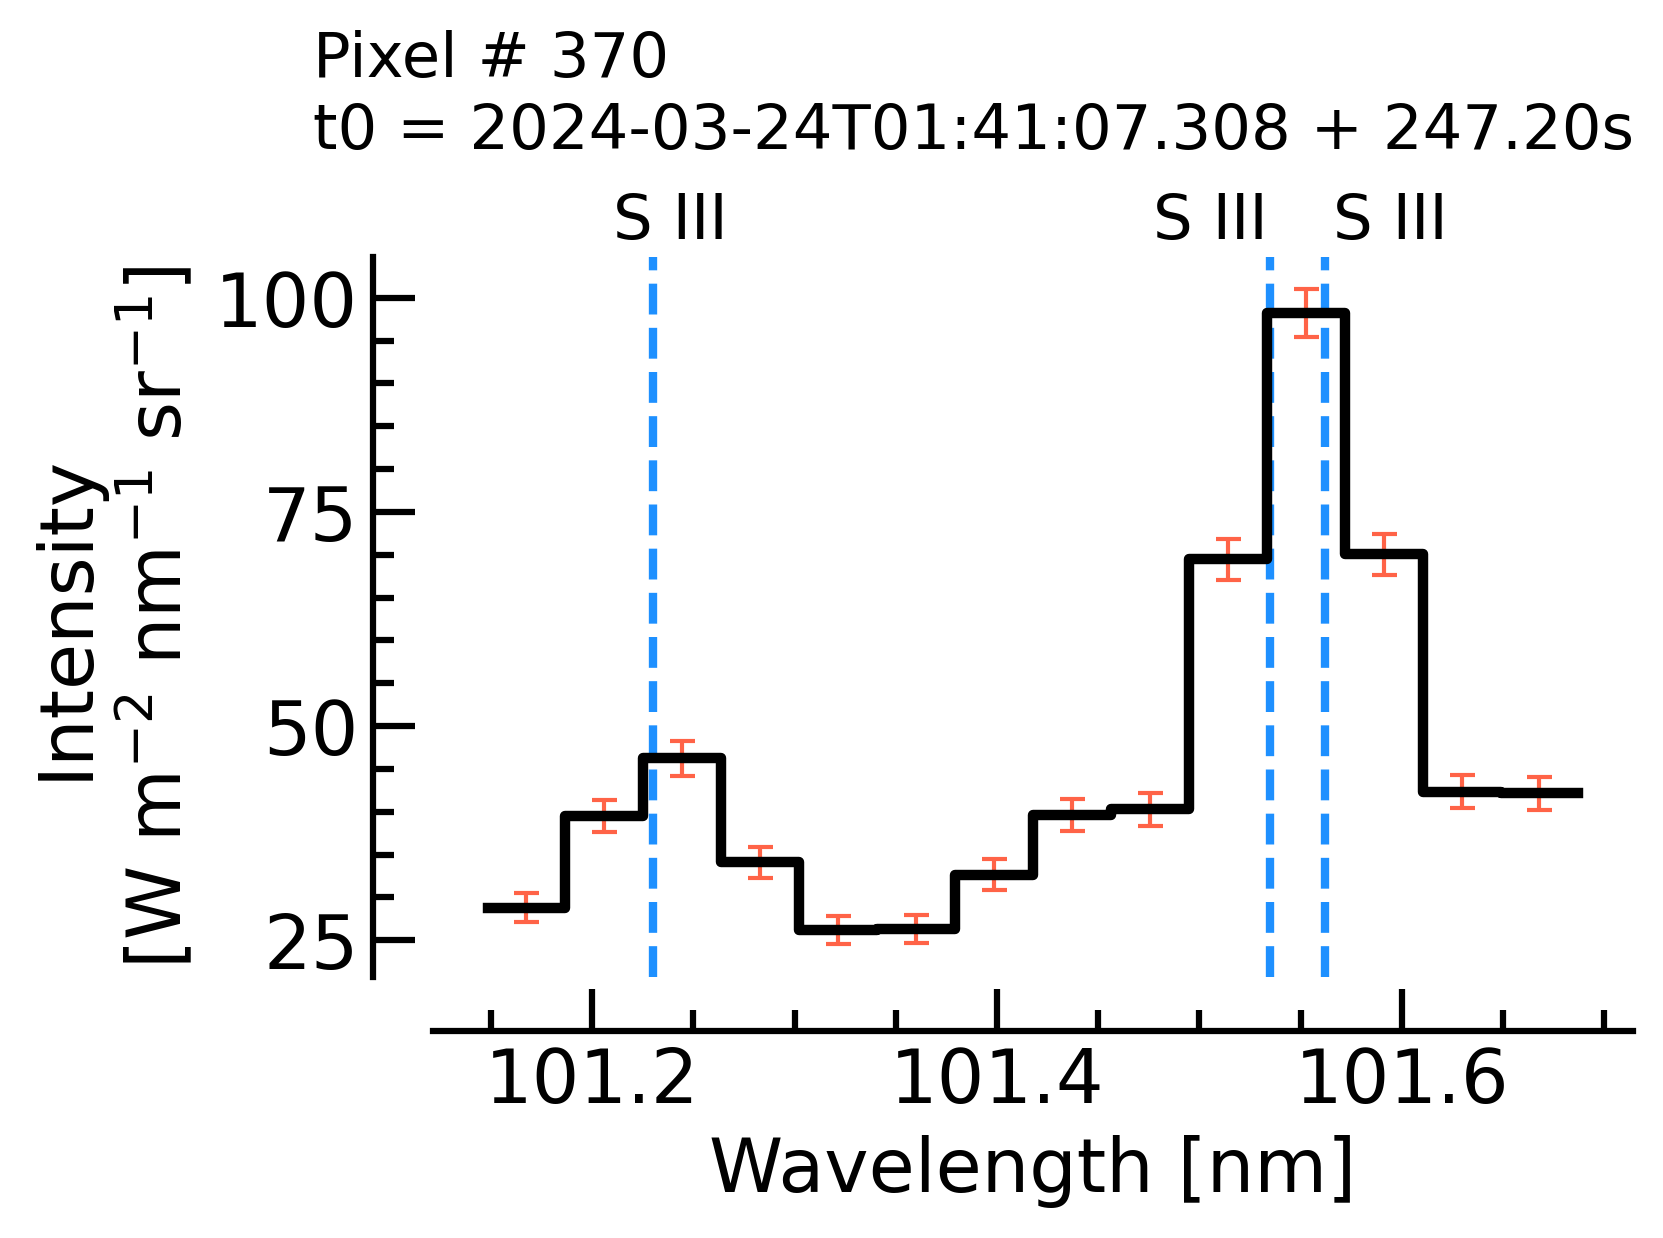 Pixel # 370
t0 = 2024-03-24T01:41:07.308 + 247.20s
S III S III S III
Intensity
[W m⁻² nm⁻¹ sr⁻¹]
100
75
50
25
101.2 101.4 101.6
Wavelength [nm]